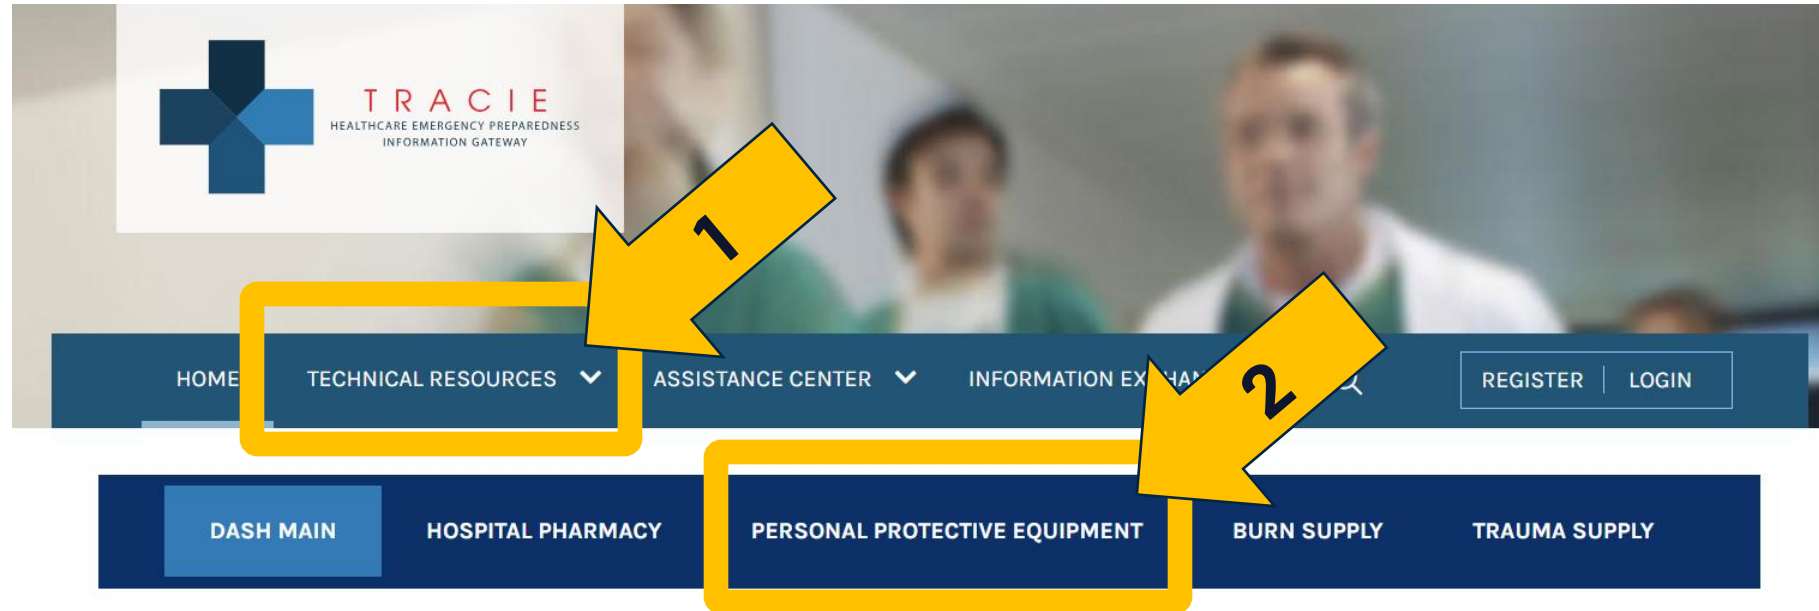 TRACIE
HEALTHCARE EMERGENCY PREPAREDNESS
INFORMATION GATEWAY
1
HOME TECHNICAL RESOURCES ASSISTANCE CENTER INFORMATION REGISTER LOGIN
2
DASH MAIN HOSPITAL PHARMACY PERSONAL PROTECTIVE EQUIPMENT BURN SUPPLY TRAUMA SUPPLY